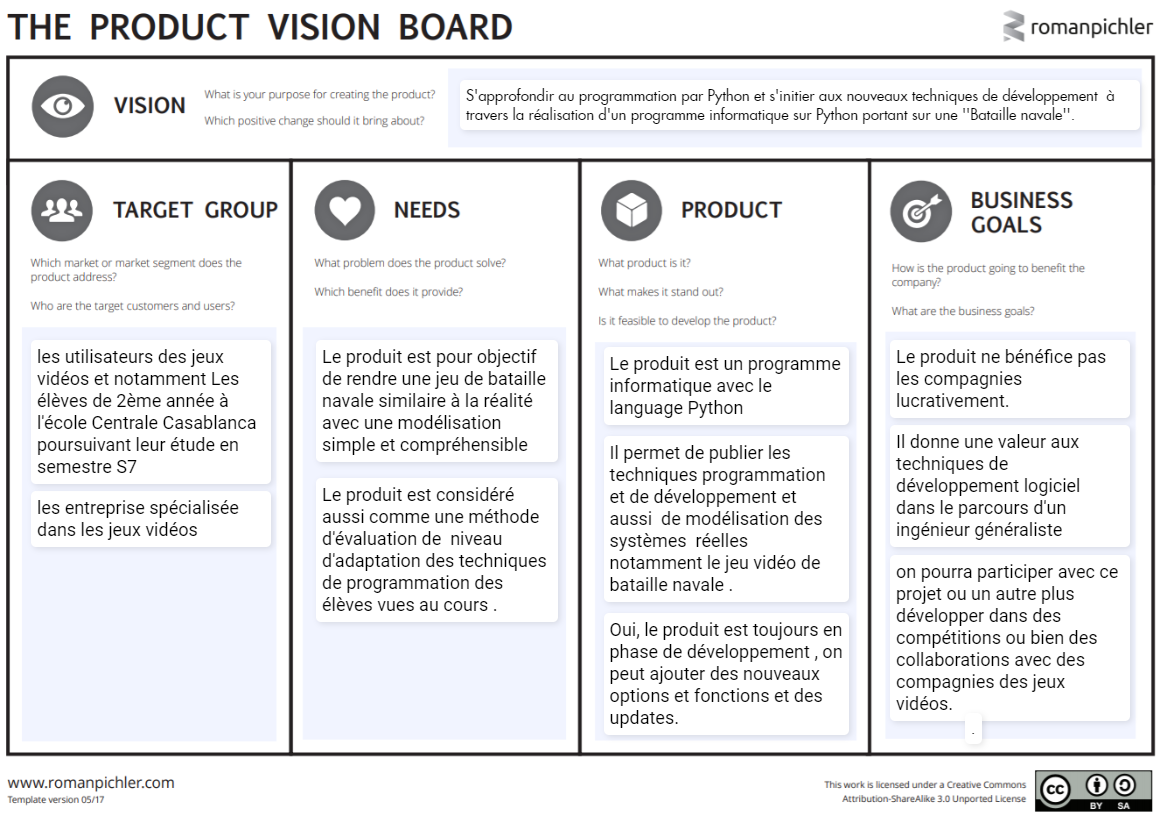 THE PRODUCT VISION BOARD
romanpichler
VISION
What is your purpose for creating the product?
Which positive change should it bring about?
S'approfondir au programmation par Python et s'initier aux nouveaux techniques de développement à
travers la réalisation d'un programme informatique sur Python portant sur une ''Bataille navale''.
TARGET GROUP
Which market or market segment does the
product address?
Who are the target customers and users?
les utilisateurs des jeux
vidéos et notamment Les
élèves de 2ème année à
l'école Centrale Casablanca
poursuivant leur étude en
semestre S7
les entreprise spécialisée
dans les jeux vidéos
NEEDS
What problem does the product solve?
Which benefit does it provide?
Le produit est pour objectif
de rendre une jeu de bataille
navale similaire à la réalité
avec une modélisation
simple et compréhensible
Le produit est considéré
aussi comme une méthode
d'évaluation de niveau
d'adaptation des techniques
de programmation des
élèves vues au cours .
PRODUCT
What product is it?
What makes it stand out?
Is it feasible to develop the product?
Le produit est un programme
informatique avec le
language Python
Il permet de publier les
techniques programmation
et de développement et
aussi de modélisation des
systèmes réelles
notamment le jeu vidéo de
bataille navale .
Oui, le produit est toujours en
phase de développement , on
peut ajouter des nouveaux
options et fonctions et des
updates.
BUSINESS
GOALS
How is the product going to benefit the
company?
What are the business goals?
Le produit ne bénéfice pas
les compagnies
lucrativement.
Il donne une valeur aux
techniques de
développement logiciel
dans le parcours d'un
ingénieur généraliste
on pourra participer avec ce
projet ou un autre plus
développer dans des
compétitions ou bien des
collaborations avec des
compagnies des jeux
vidéos.
.
www.romanpichler.com
Template version 05/17
This work is licensed under a Creative Commons
Attribution-ShareAlike 3.0 Unported License
cc
BY SA